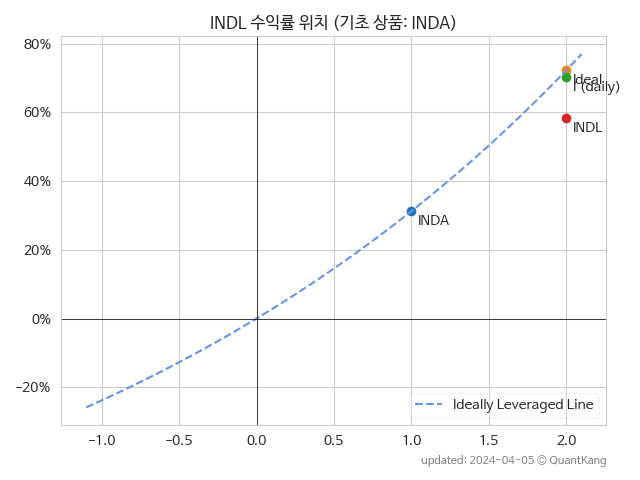 INDL 수익률 위치 (기초 상품: INDA)
80%
60%
40%
20%
0%
−20%
Ideal
I (daily)
INDL
INDA
Ideally Leveraged Line
−1.0
−0.5
0.0
0.5
1.0
1.5
2.0
updated: 2024-04-05 © QuantKang